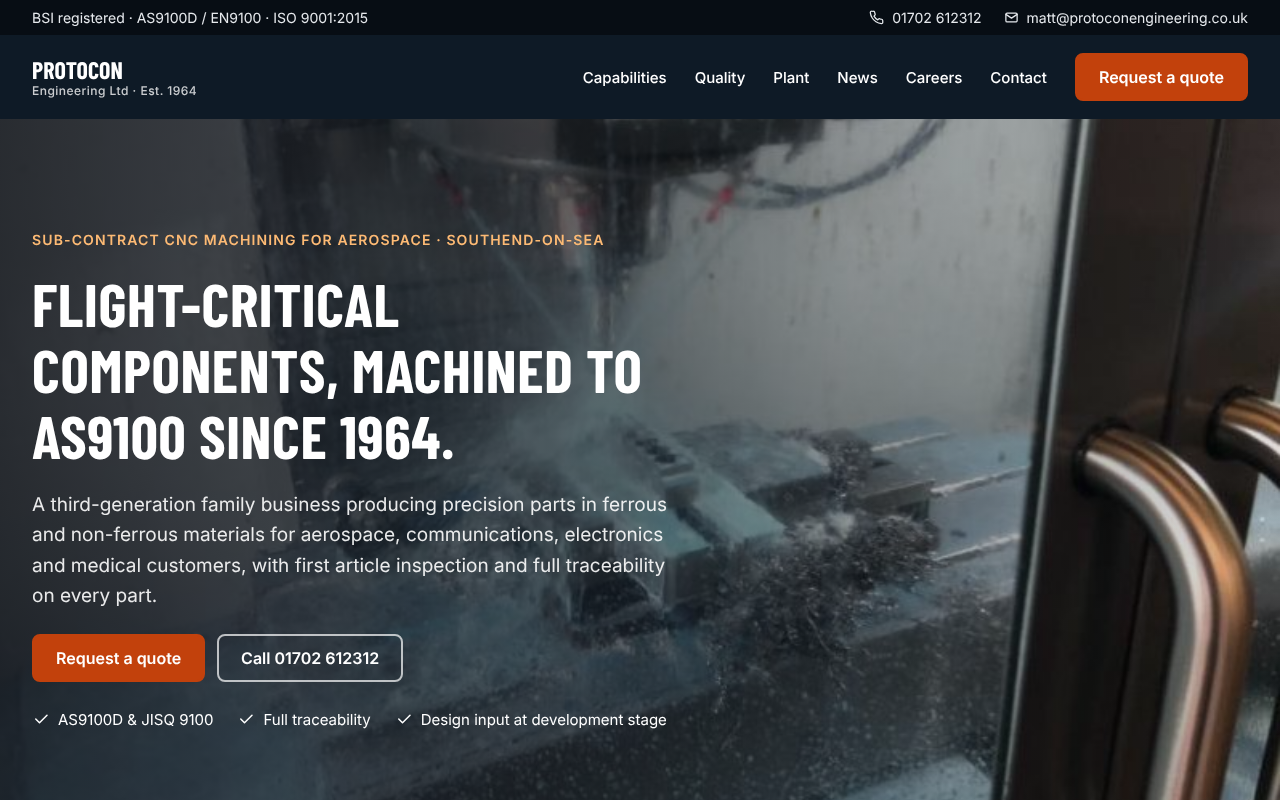 BSI registered · AS9100D / EN9100 · ISO 9001:2015
01702 612312
matt@protoconengineering.co.uk
PROTOCON
Engineering Ltd · Est. 1964
Capabilities
Quality
Plant
News
Careers
Contact
Request a quote
SUB-CONTRACT CNC MACHINING FOR AEROSPACE · SOUTHEND-ON-SEA
FLIGHT-CRITICAL
COMPONENTS, MACHINED TO
AS9100 SINCE 1964.
A third-generation family business producing precision parts in ferrous
and non-ferrous materials for aerospace, communications, electronics
and medical customers, with first article inspection and full traceability
on every part.
Request a quote
Call 01702 612312
AS9100D & JISQ 9100
Full traceability
Design input at development stage